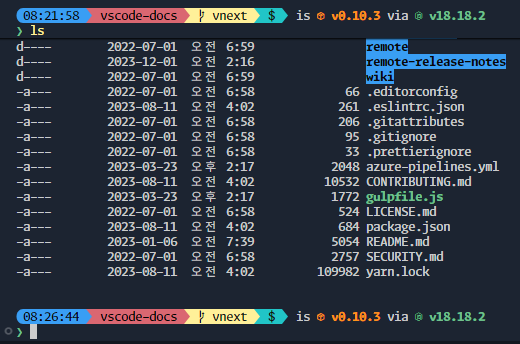 08:21:58 vscode-docs vnext $ is v0.10.3 via v18.18.2
❯ ls
d---- 2022-07-01 오전 6:59 remote
d---- 2023-12-01 오전 2:16 remote-release-notes
d---- 2022-07-01 오전 6:59 wiki
-a--- 2022-07-01 오전 6:58 66 .editorconfig
-a--- 2023-08-11 오전 4:02 261 .eslintrc.json
-a--- 2022-07-01 오전 6:58 206 .gitattributes
-a--- 2022-07-01 오전 6:58 95 .gitignore
-a--- 2022-07-01 오전 6:58 33 .prettierignore
-a--- 2023-03-23 오후 2:17 2048 azure-pipelines.yml
-a--- 2023-08-11 오전 4:02 10532 CONTRIBUTING.md
-a--- 2023-03-23 오후 2:17 1772 gulpfile.js
-a--- 2022-07-01 오전 6:58 524 LICENSE.md
-a--- 2023-08-11 오전 4:02 684 package.json
-a--- 2023-01-06 오전 7:39 5054 README.md
-a--- 2022-07-01 오전 6:58 2757 SECURITY.md
-a--- 2023-08-11 오전 4:02 109982 yarn.lock
08:26:44 vscode-docs vnext $ is v0.10.3 via v18.18.2
❯